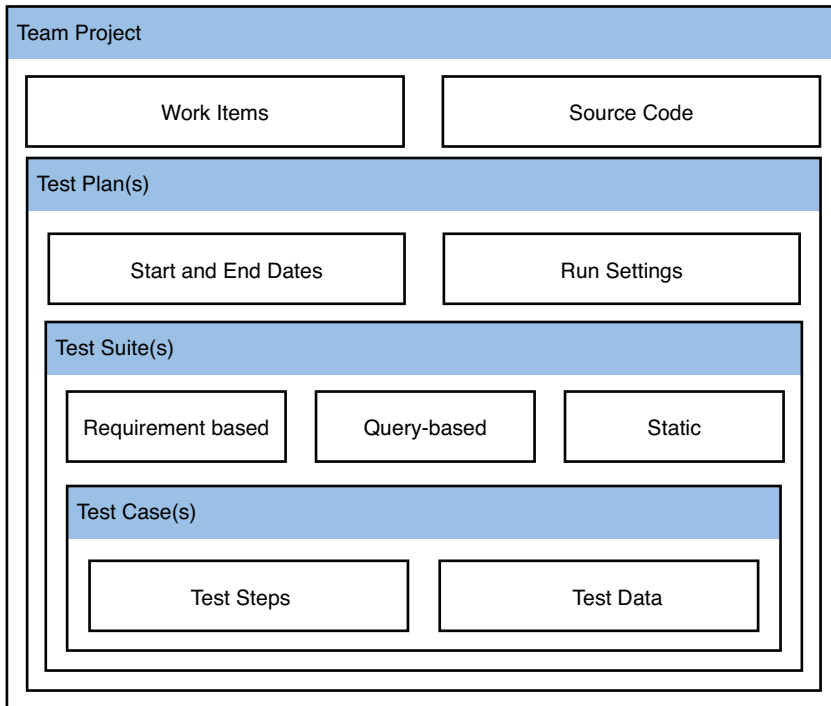 Team Project
Work Items
Source Code
Test Plan(s)
Start and End Dates
Run Settings
Test Suite(s)
Requirement based
Query-based
Static
Test Case(s)
Test Steps
Test Data